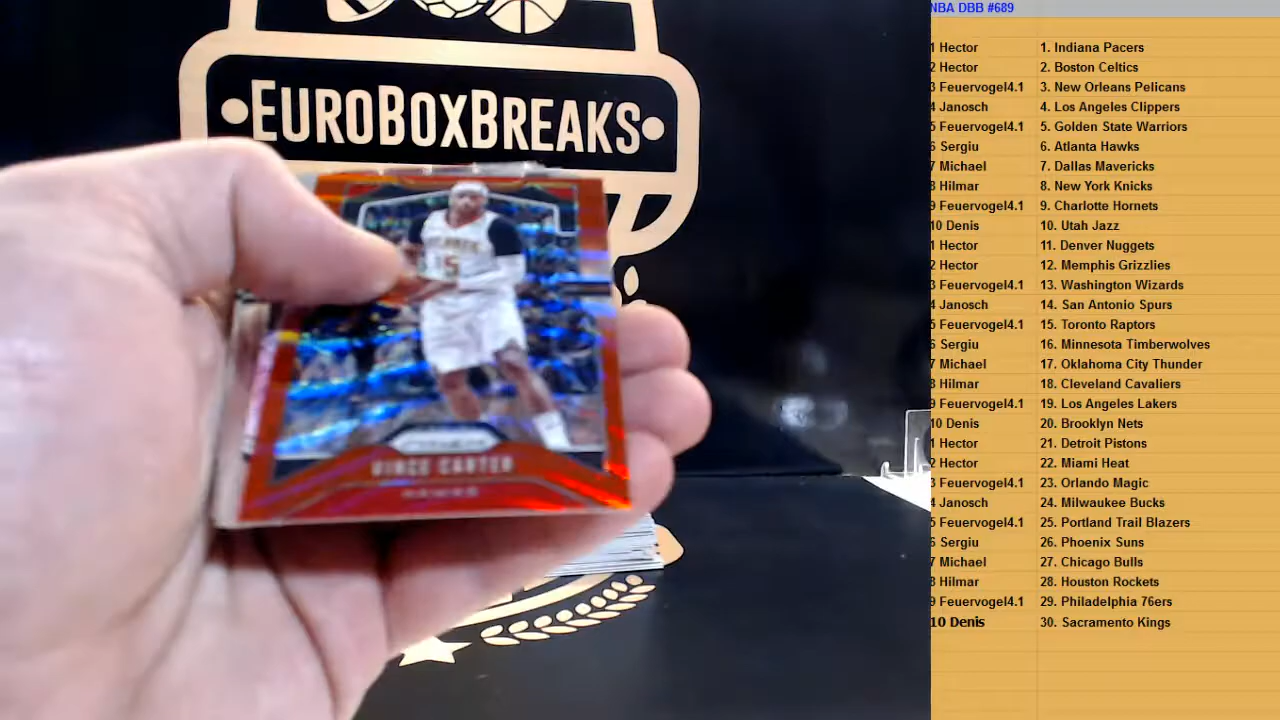 EUROBOXBREAKS
15
PRIZM
VINCE CARTER
HAWKS
NBA DBB #689
1 Hector 1. Indiana Pacers
2 Hector 2. Boston Celtics
3 Feuervogel4.1 3. New Orleans Pelicans
4 Janosch 4. Los Angeles Clippers
5 Feuervogel4.1 5. Golden State Warriors
6 Sergiu 6. Atlanta Hawks
7 Michael 7. Dallas Mavericks
8 Hilmar 8. New York Knicks
9 Feuervogel4.1 9. Charlotte Hornets
10 Denis 10. Utah Jazz
1 Hector 11. Denver Nuggets
2 Hector 12. Memphis Grizzlies
3 Feuervogel4.1 13. Washington Wizards
4 Janosch 14. San Antonio Spurs
5 Feuervogel4.1 15. Toronto Raptors
6 Sergiu 16. Minnesota Timberwolves
7 Michael 17. Oklahoma City Thunder
8 Hilmar 18. Cleveland Cavaliers
9 Feuervogel4.1 19. Los Angeles Lakers
10 Denis 20. Brooklyn Nets
1 Hector 21. Detroit Pistons
2 Hector 22. Miami Heat
3 Feuervogel4.1 23. Orlando Magic
4 Janosch 24. Milwaukee Bucks
5 Feuervogel4.1 25. Portland Trail Blazers
6 Sergiu 26. Phoenix Suns
7 Michael 27. Chicago Bulls
8 Hilmar 28. Houston Rockets
9 Feuervogel4.1 29. Philadelphia 76ers
10 Denis 30. Sacramento Kings